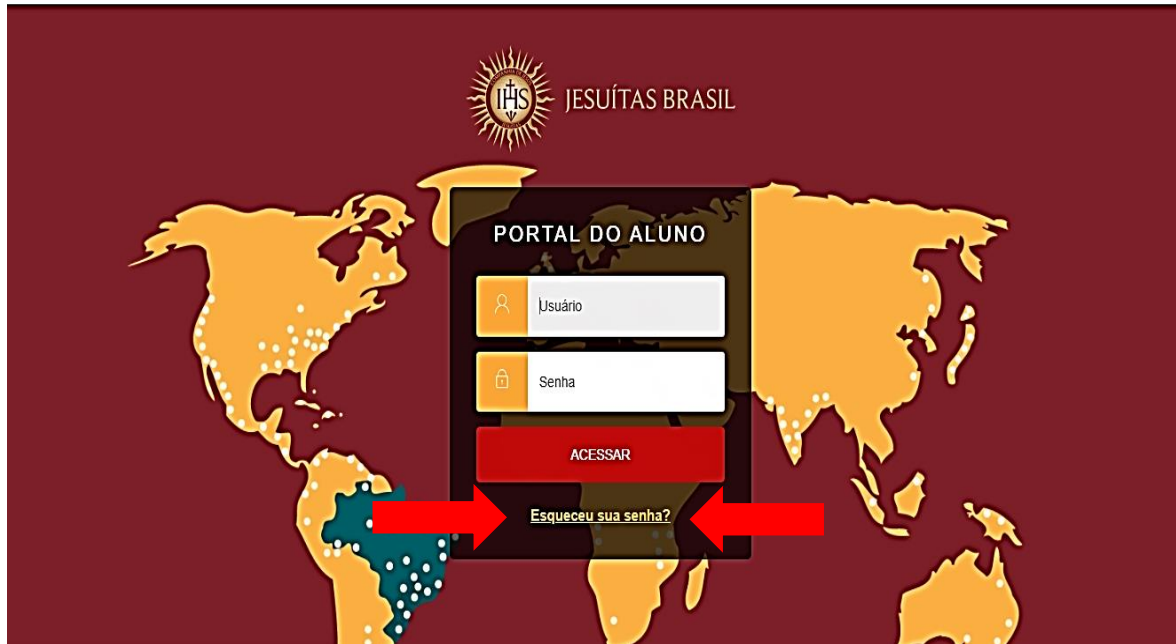 IHS
JESUÍTAS BRASIL
PORTAL DO ALUNO
Usuário
Senha
ACESSAR
Esqueceu sua senha?